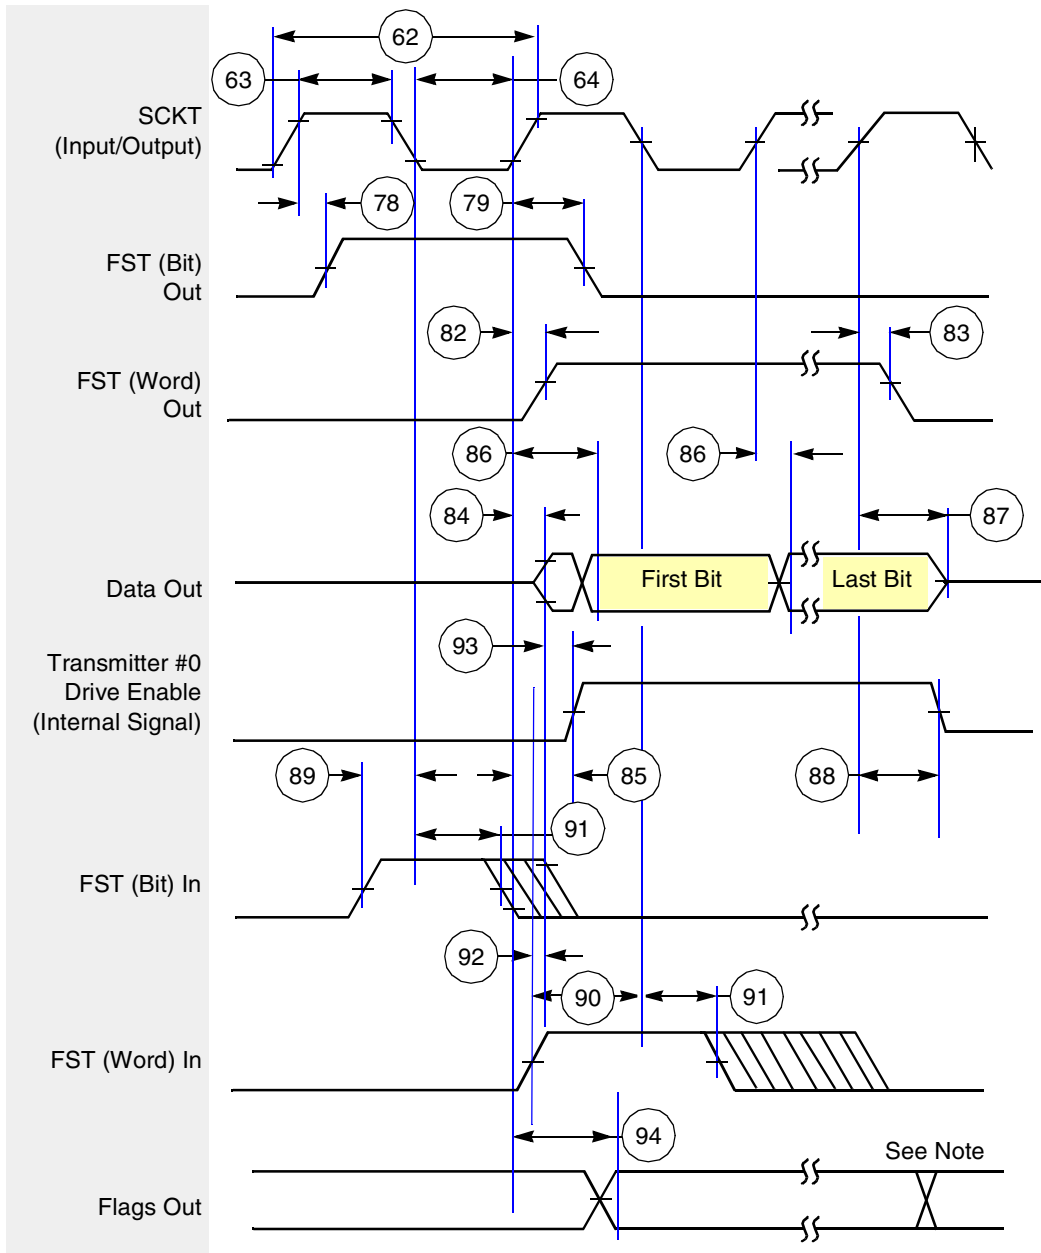 62
63
64
SCKT
(Input/Output)
78
79
FST (Bit)
Out
82
83
FST (Word)
Out
86
86
84
87
Data Out
First Bit
Last Bit
93
Transmitter #0
Drive Enable
(Internal Signal)
89
85
88
91
FST (Bit) In
92
90
91
FST (Word) In
94
See Note
Flags Out